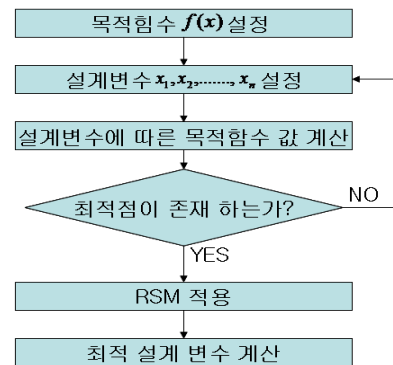 목적힘수 f(x) 설정
설계변수 x₁, x₂, ......., xₙ 설정
설계변수에 따른 목적함수 값 계산
최적점이 존재 하는가?
NO
YES
RSM 적용
최적 설계 변수 계산